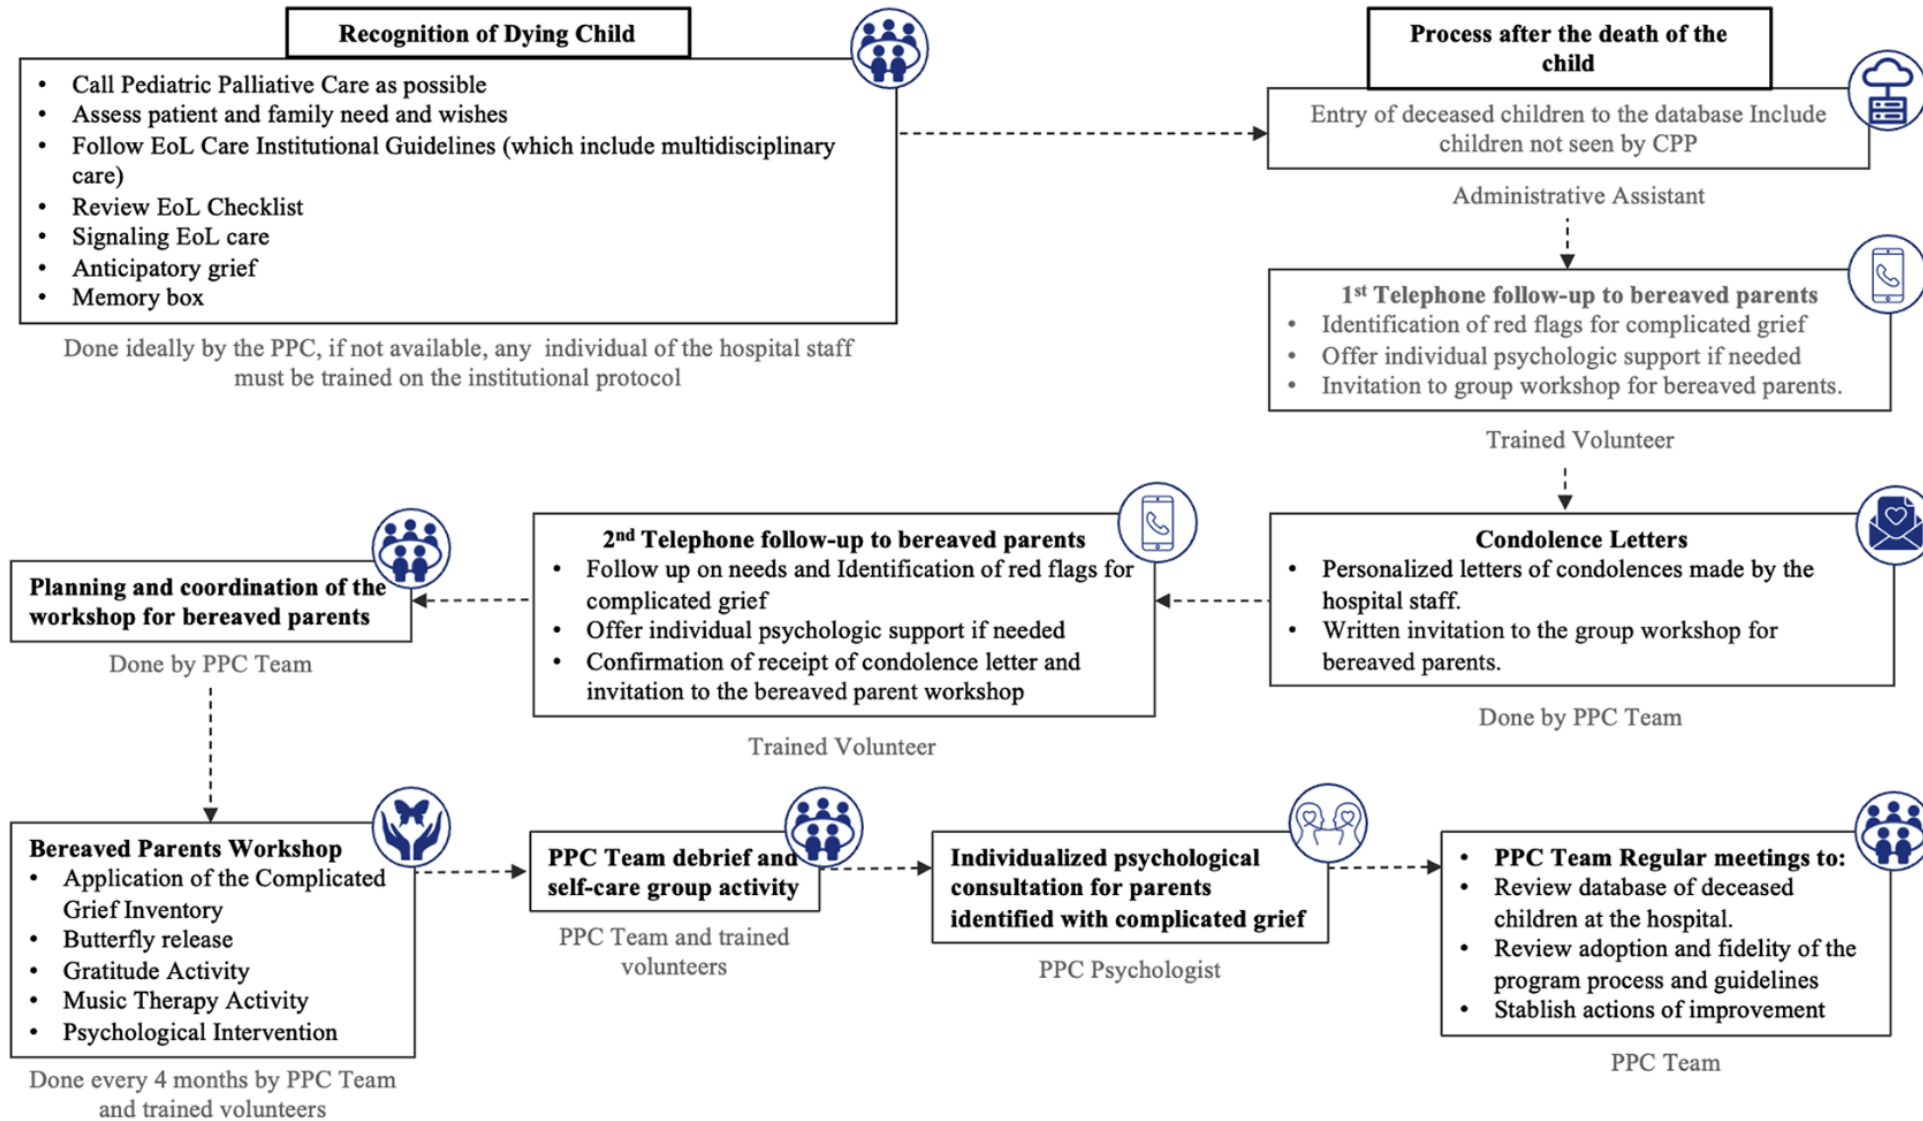 Recognition of Dying Child
• Call Pediatric Palliative Care as possible
• Assess patient and family need and wishes
• Follow EoL Care Institutional Guidelines (which include multidisciplinary
care)
• Review EoL Checklist
• Signaling EoL care
• Anticipatory grief
• Memory box
Done ideally by the PPC, if not available, any individual of the hospital staff
must be trained on the institutional protocol
Process after the death of the
child
Entry of deceased children to the database Include
children not seen by CPP
Administrative Assistant
1st Telephone follow-up to bereaved parents
• Identification of red flags for complicated grief
• Offer individual psychologic support if needed
• Invitation to group workshop for bereaved parents.
Trained Volunteer
Condolence Letters
• Personalized letters of condolences made by the
hospital staff.
• Written invitation to the group workshop for
bereaved parents.
Done by PPC Team
2nd Telephone follow-up to bereaved parents
• Follow up on needs and Identification of red flags for
complicated grief
• Offer individual psychologic support if needed
• Confirmation of receipt of condolence letter and
invitation to the bereaved parent workshop
Trained Volunteer
Planning and coordination of the
workshop for bereaved parents
Done by PPC Team
Bereaved Parents Workshop
• Application of the Complicated
Grief Inventory
• Butterfly release
• Gratitude Activity
• Music Therapy Activity
• Psychological Intervention
Done every 4 months by PPC Team
and trained volunteers
PPC Team debrief and
self-care group activity
PPC Team and trained
volunteers
Individualized psychological
consultation for parents
identified with complicated grief
PPC Psychologist
• PPC Team Regular meetings to:
• Review database of deceased
children at the hospital.
• Review adoption and fidelity of the
program process and guidelines
• Stablish actions of improvement
PPC Team